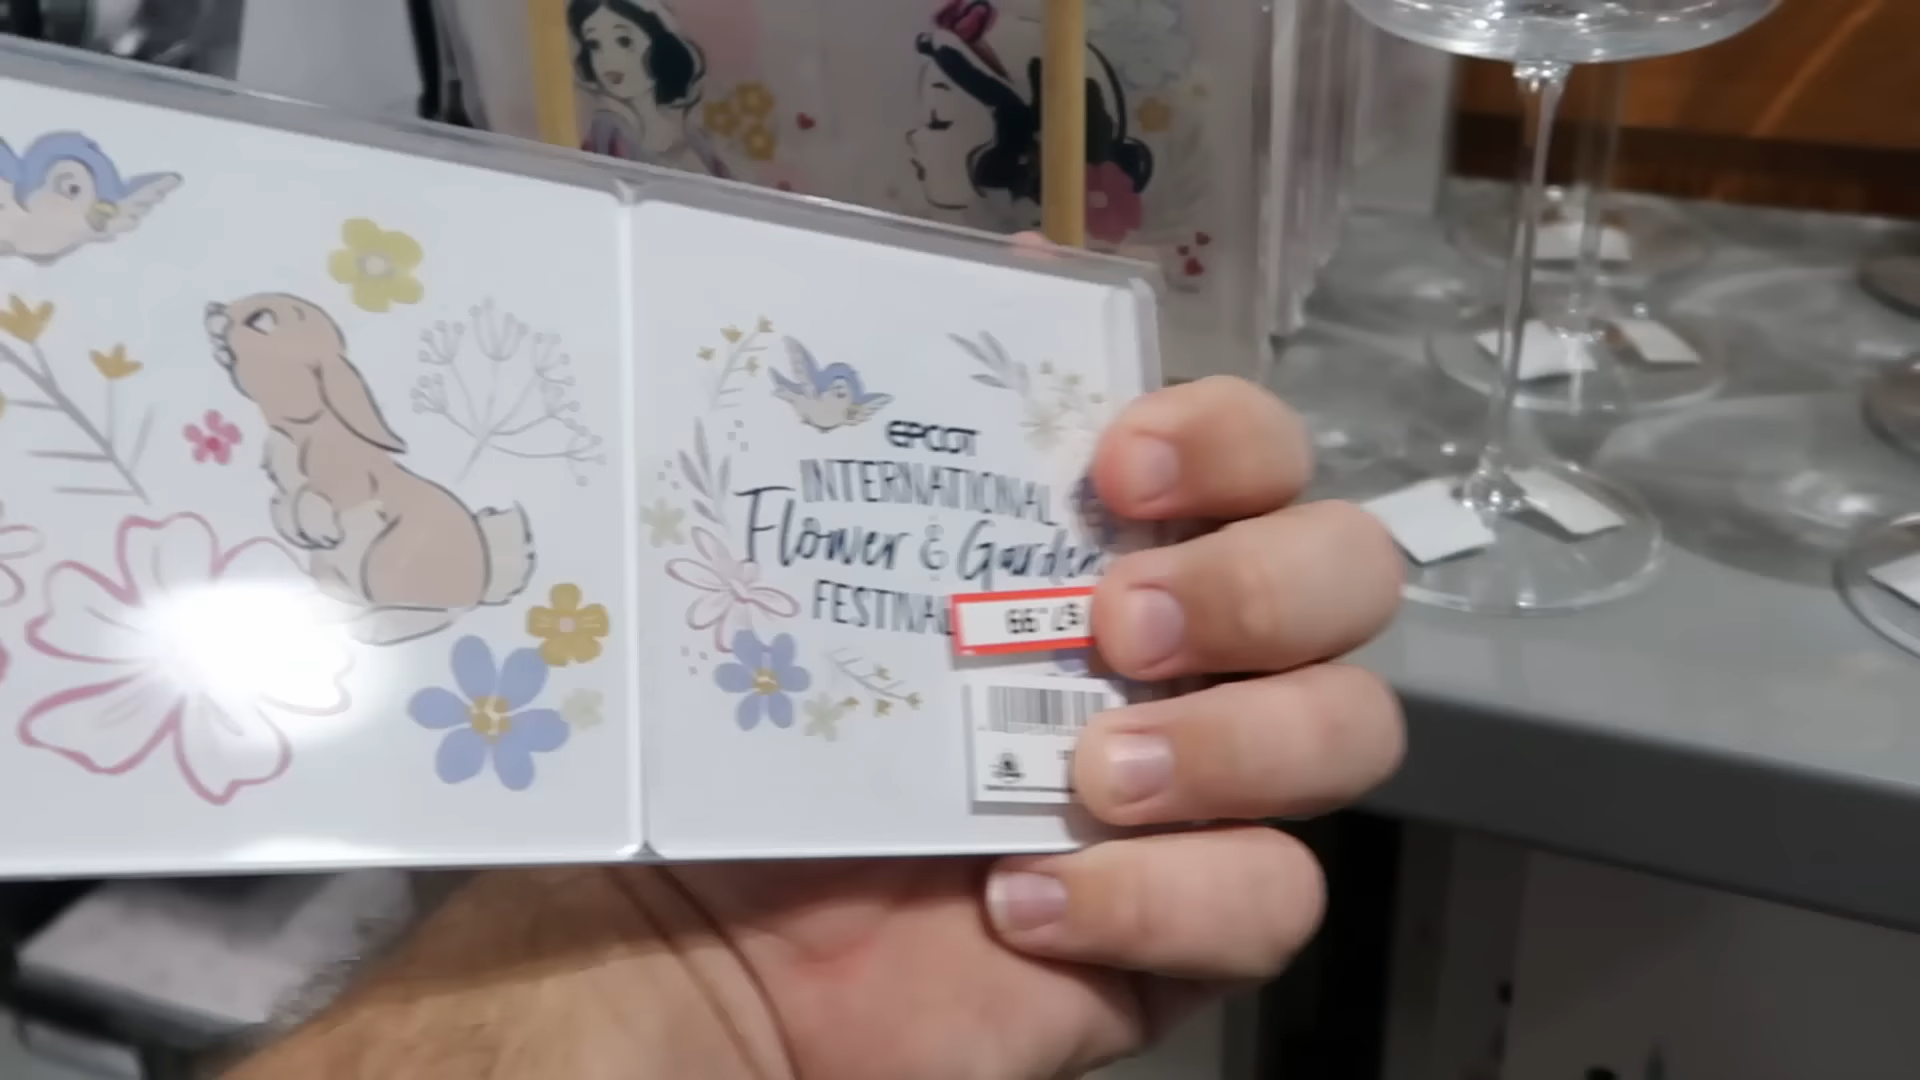 EPCOT
INTERNATIONAL
Flower & Garden
FESTIVAL